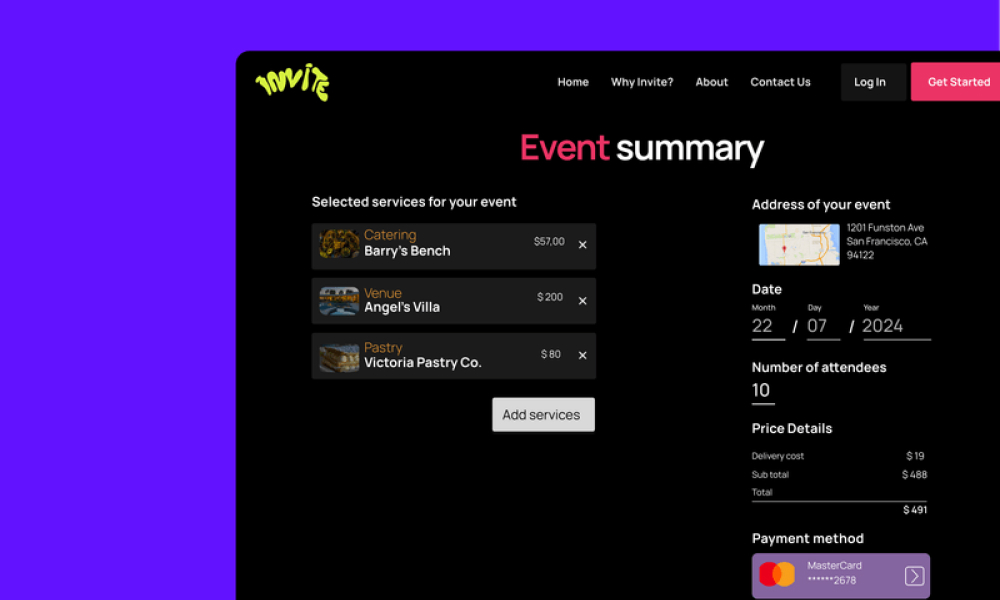 INVITE
Home Why Invite? About Contact Us Log In Get Started
Event summary
Selected services for your event
Catering
Barry's Bench
$57,00 ×
Venue
Angel's Villa
$ 200 ×
Pastry
Victoria Pastry Co.
$ 80 ×
Add services
Address of your event
1201 Funston Ave
San Francisco, CA
94122
Date
Month Day Year
22 / 07 / 2024
Number of attendees
10
Price Details
Delivery cost $ 19
Sub total $ 488
Total
$ 491
Payment method
MasterCard
******2678